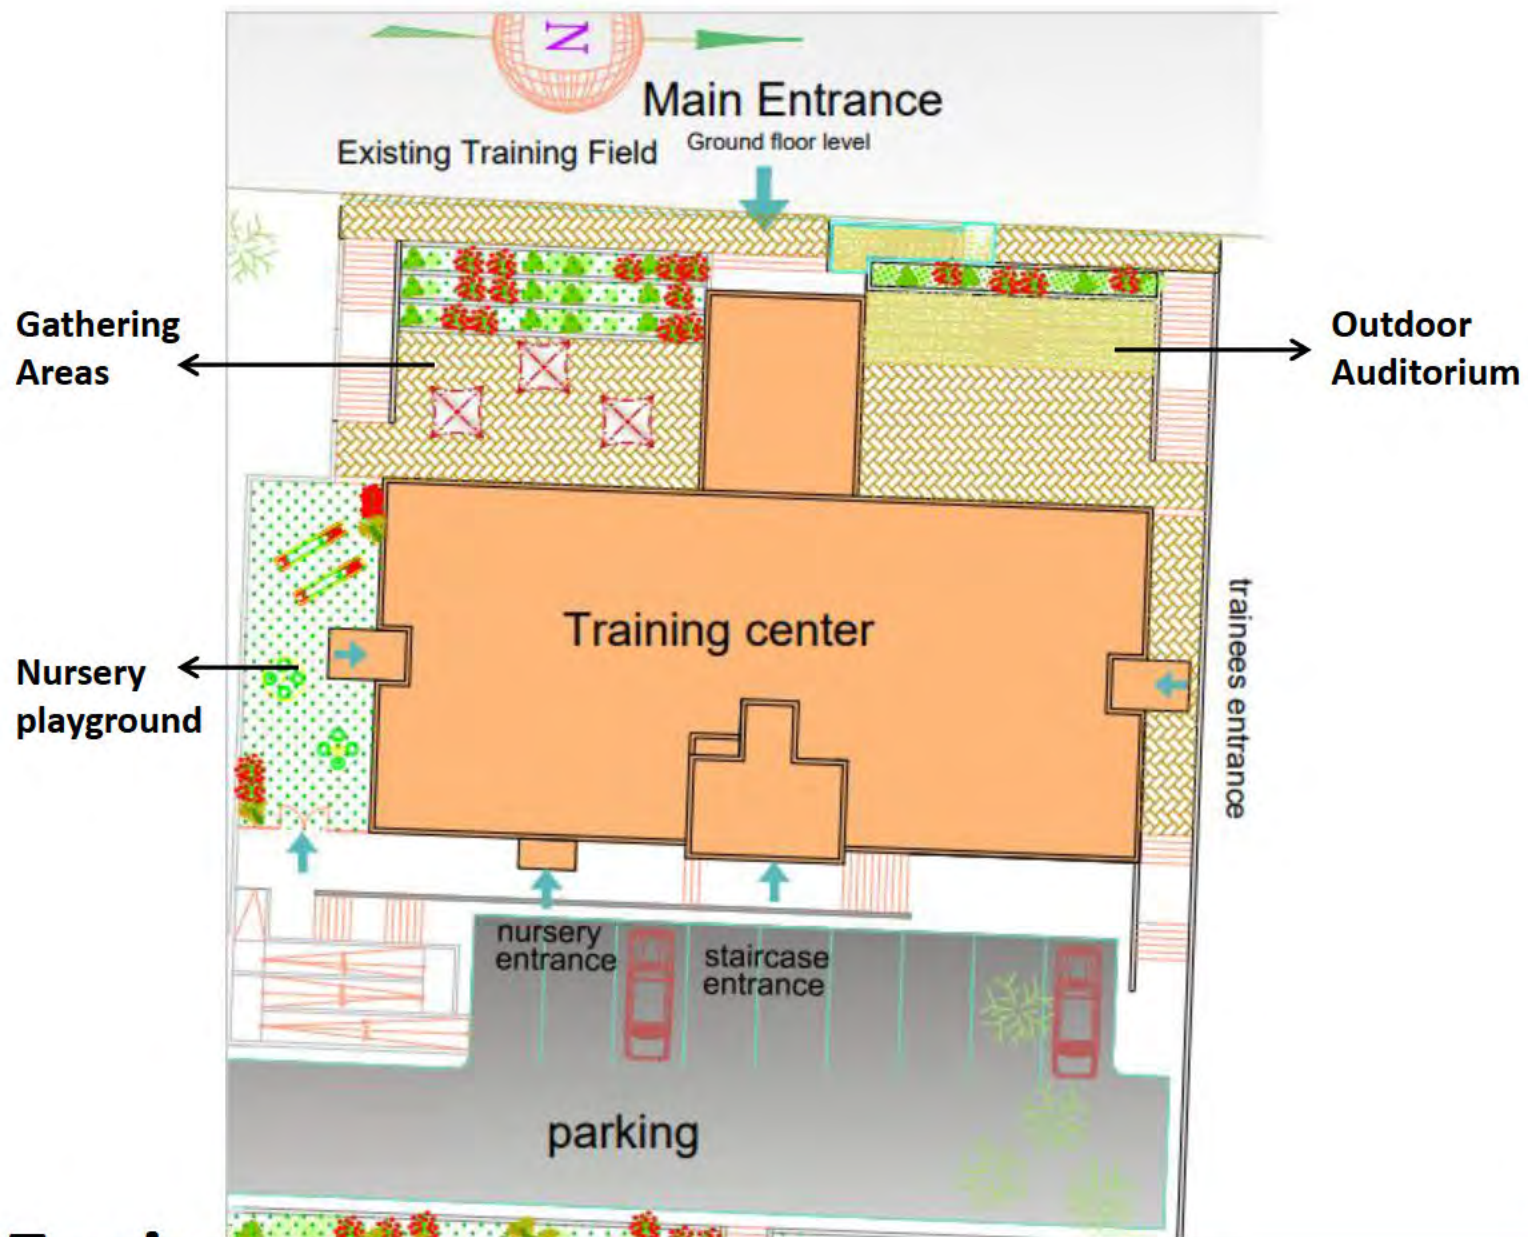 N
Main Entrance
Ground floor level
Existing Training Field
Gathering
Areas
Outdoor
Auditorium
Training center
trainees entrance
Nursery
playground
nursery
entrance
staircase
entrance
parking